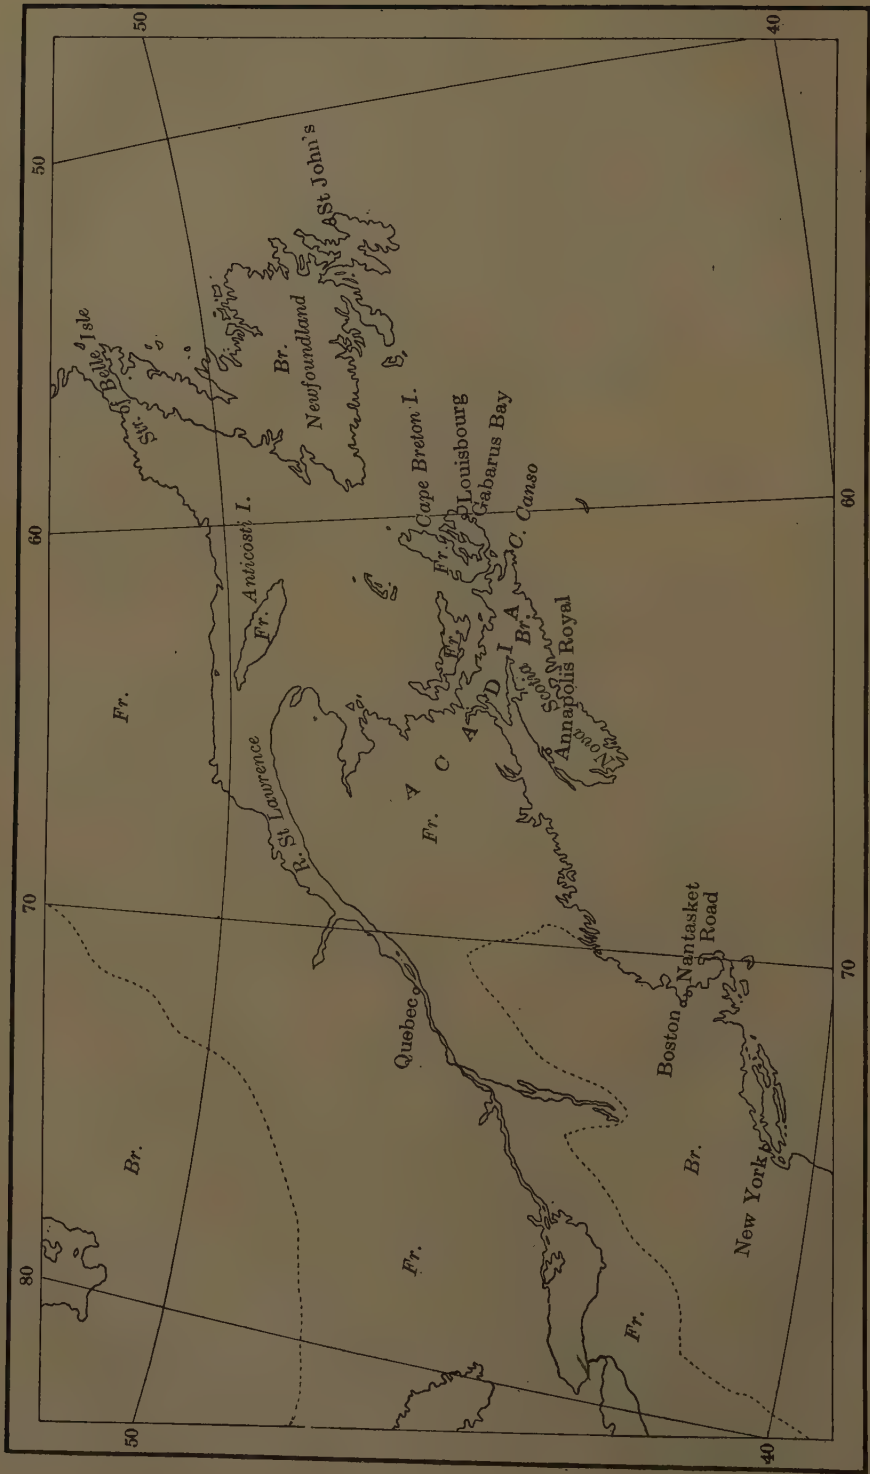 80
70
60
50
50
50
Br.
Fr.
Str. of Belle Isle
Anticosti I.
Fr.
R. St Lawrence
Br.
Newfoundland
St John's
Quebec
Fr.
Fr.
ACADIA
Fr.
Cape Breton I.
Fr.
Louisbourg
Gabarus Bay
C. Canso
Br.
Nova Scotia
Annapolis Royal
Fr.
Br.
Boston
Nantasket
Road
New York
40
40
70
60